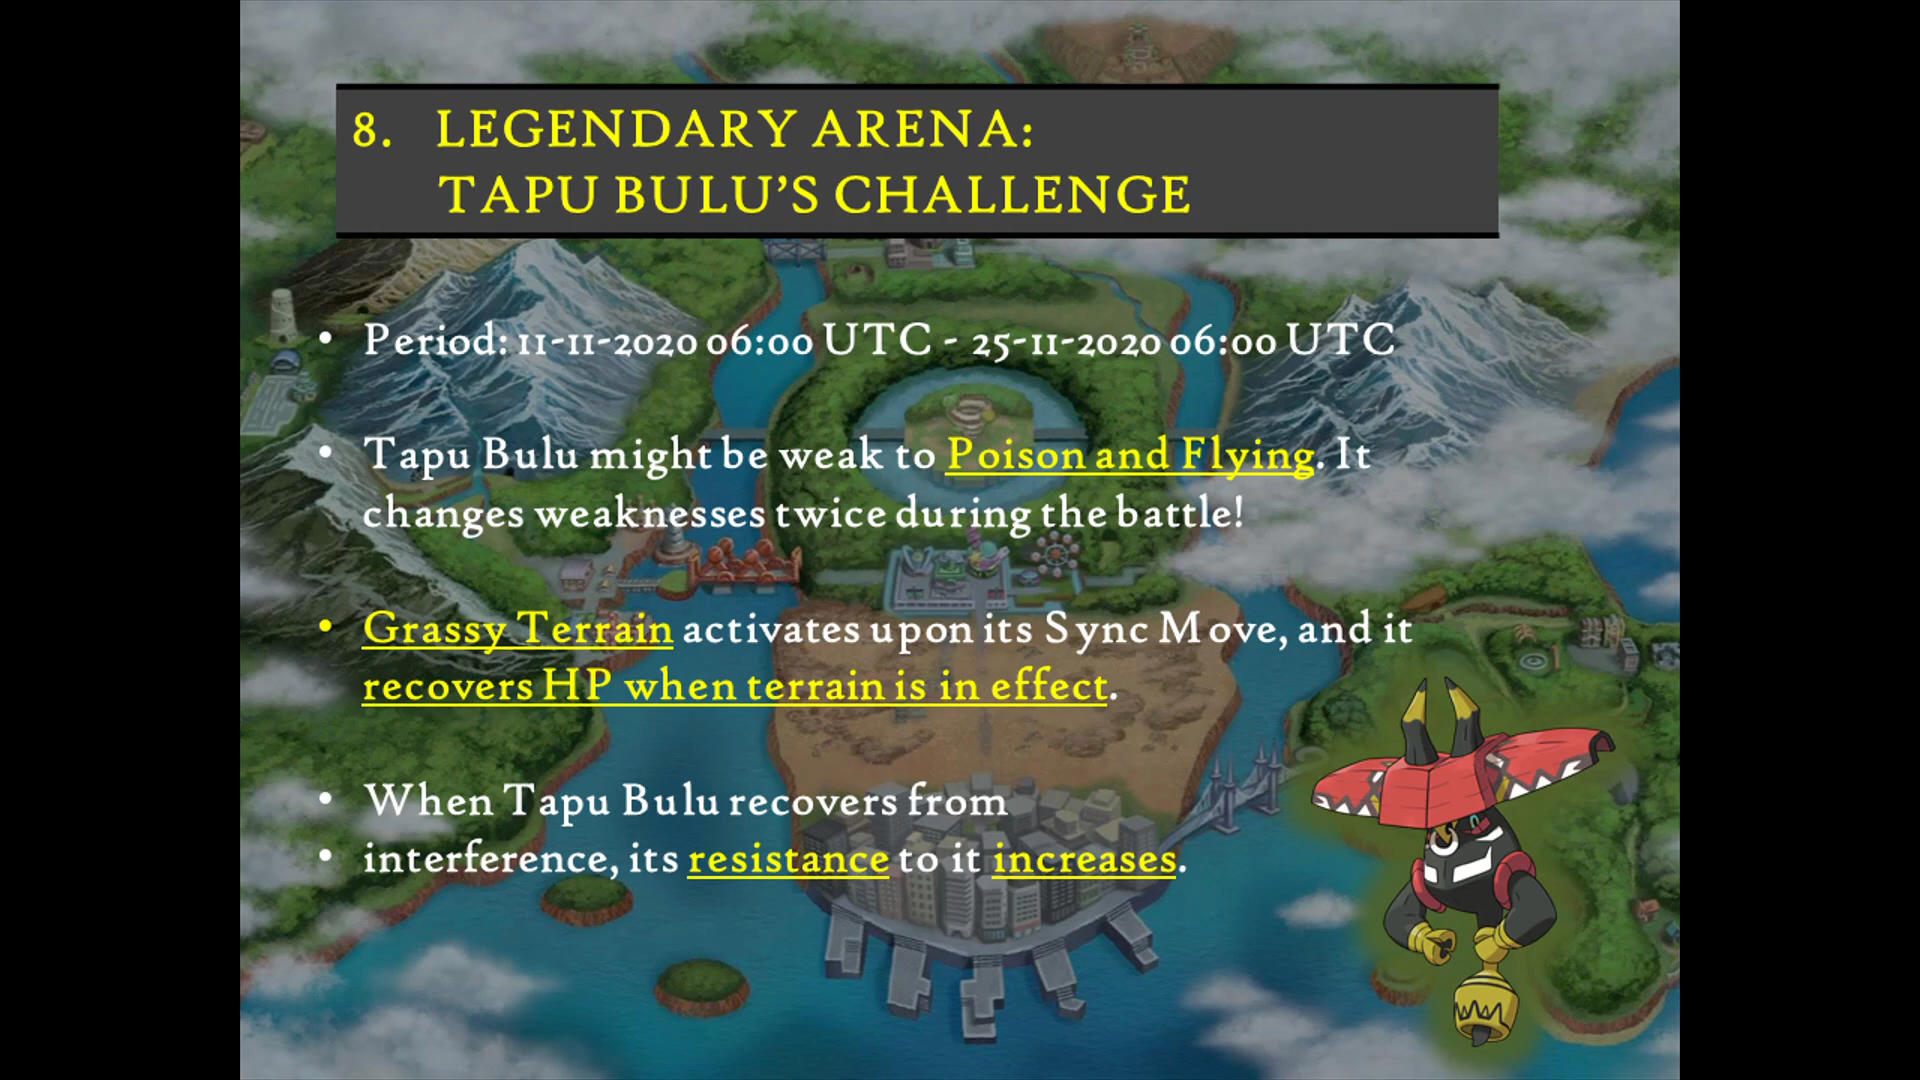 8. LEGENDARY ARENA:
TAPU BULU’S CHALLENGE
• Period: 11-11-2020 06:00 UTC - 25-11-2020 06:00 UTC
• Tapu Bulu might be weak to Poison and Flying. It
changes weaknesses twice during the battle!
• Grassy Terrain activates upon its Sync Move, and it
recovers HP when terrain is in effect.
• When Tapu Bulu recovers from
• interference, its resistance to it increases.